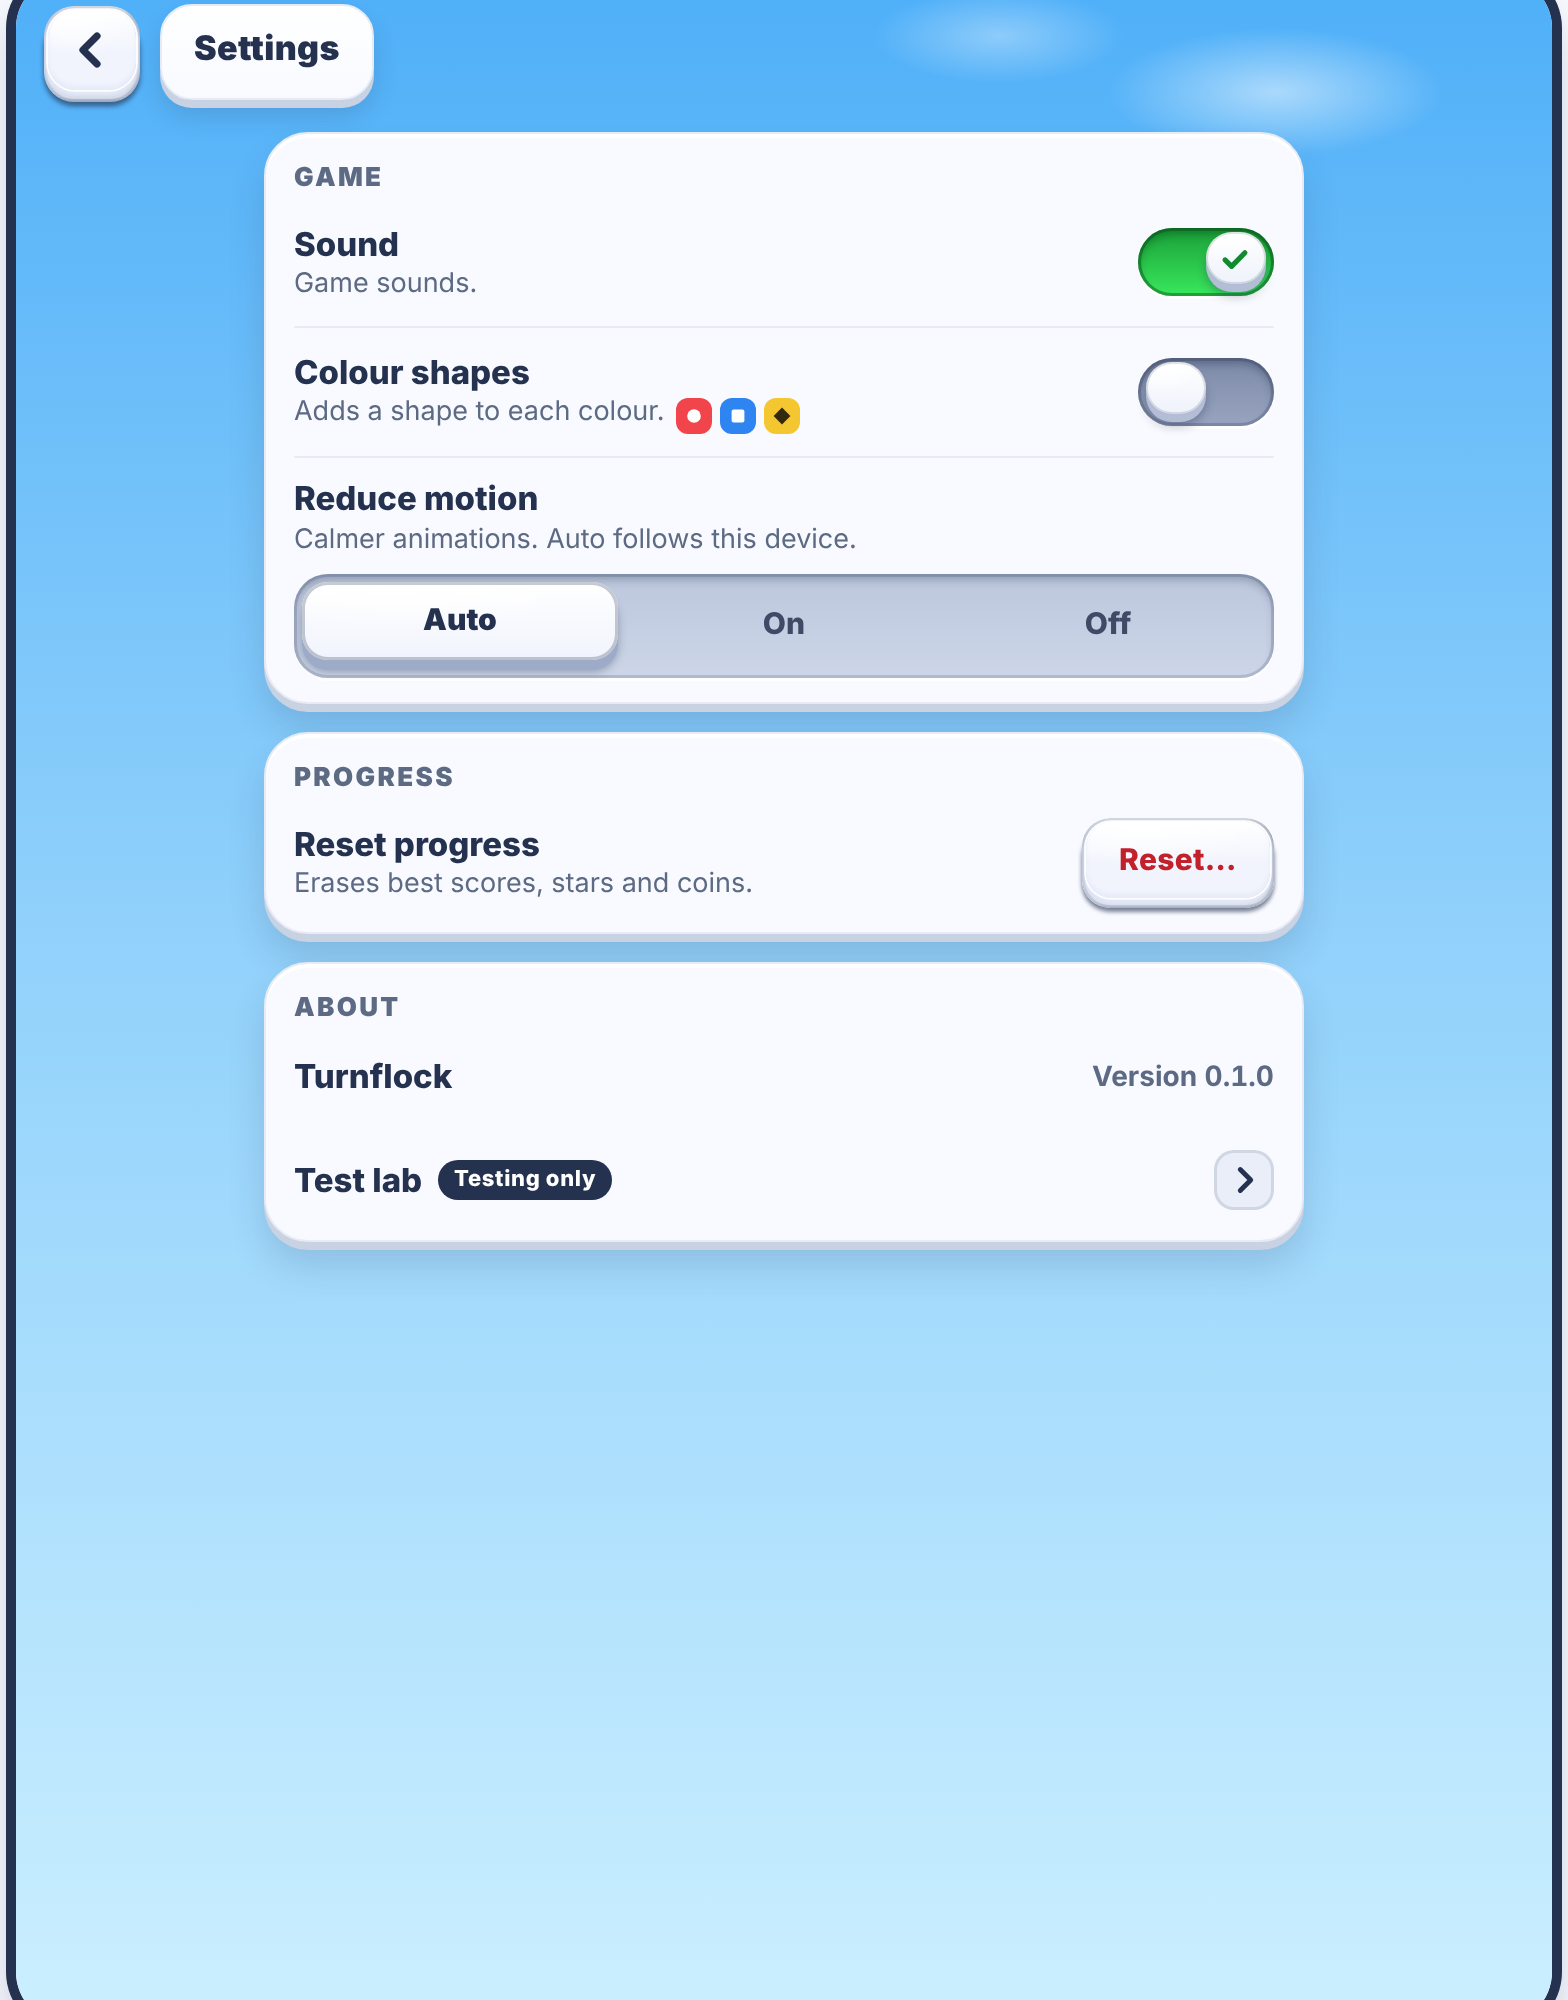 Settings
GAME
Sound
Game sounds.
Colour shapes
Adds a shape to each colour.
Reduce motion
Calmer animations. Auto follows this device.
Auto On Off
PROGRESS
Reset progress
Erases best scores, stars and coins.
Reset...
ABOUT
Turnflock Version 0.1.0
Test lab Testing only